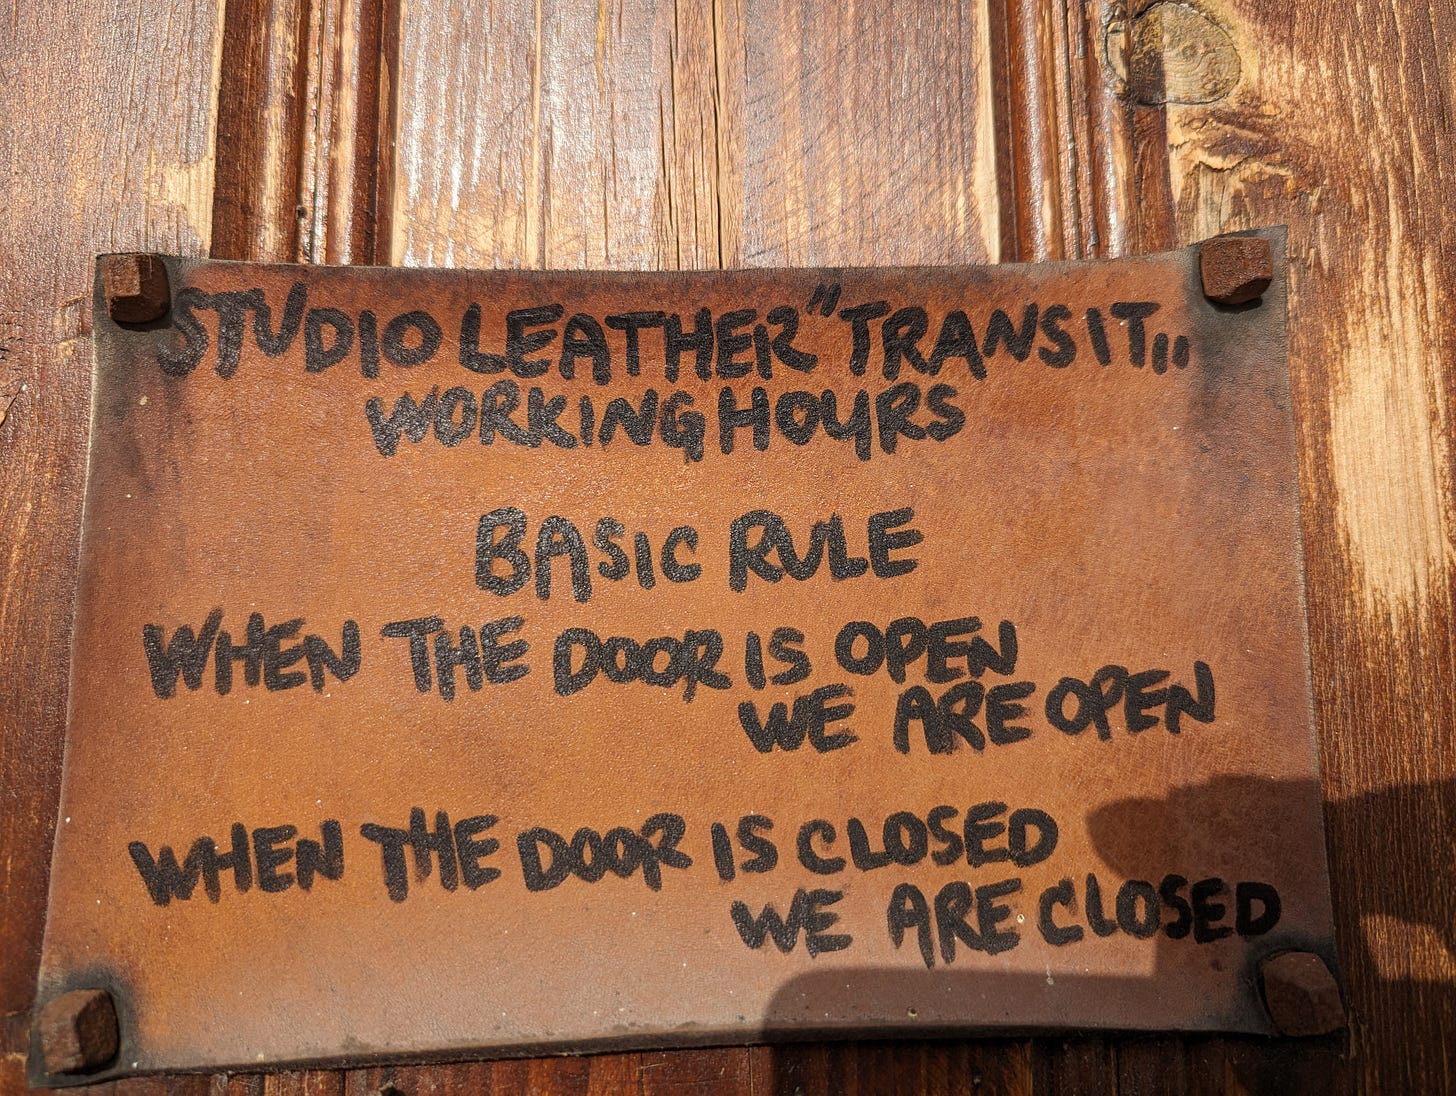 STUDIO LEATHER "TRANSIT„
WORKING HOURS
BASIC RULE
WHEN THE DOOR IS OPEN
WE ARE OPEN
WHEN THE DOOR IS CLOSED
WE ARE CLOSED